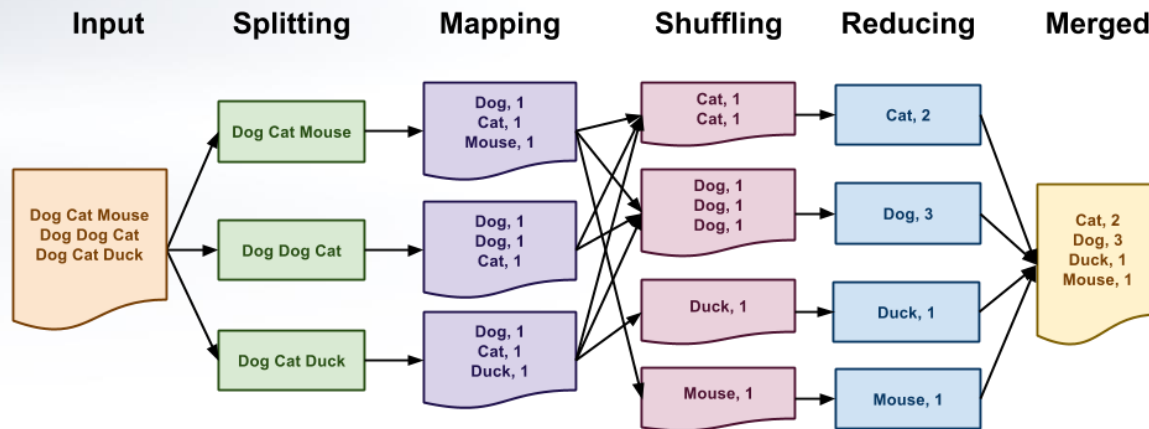 Input
Splitting
Mapping
Shuffling
Reducing
Merged
Dog Cat Mouse
Dog Dog Cat
Dog Cat Duck
Dog Cat Mouse
Dog Dog Cat
Dog Cat Duck
Dog, 1
Cat, 1
Mouse, 1
Dog, 1
Dog, 1
Cat, 1
Dog, 1
Cat, 1
Duck, 1
Cat, 1
Cat, 1
Dog, 1
Dog, 1
Dog, 1
Duck, 1
Mouse, 1
Cat, 2
Dog, 3
Duck, 1
Mouse, 1
Cat, 2
Dog, 3
Duck, 1
Mouse, 1